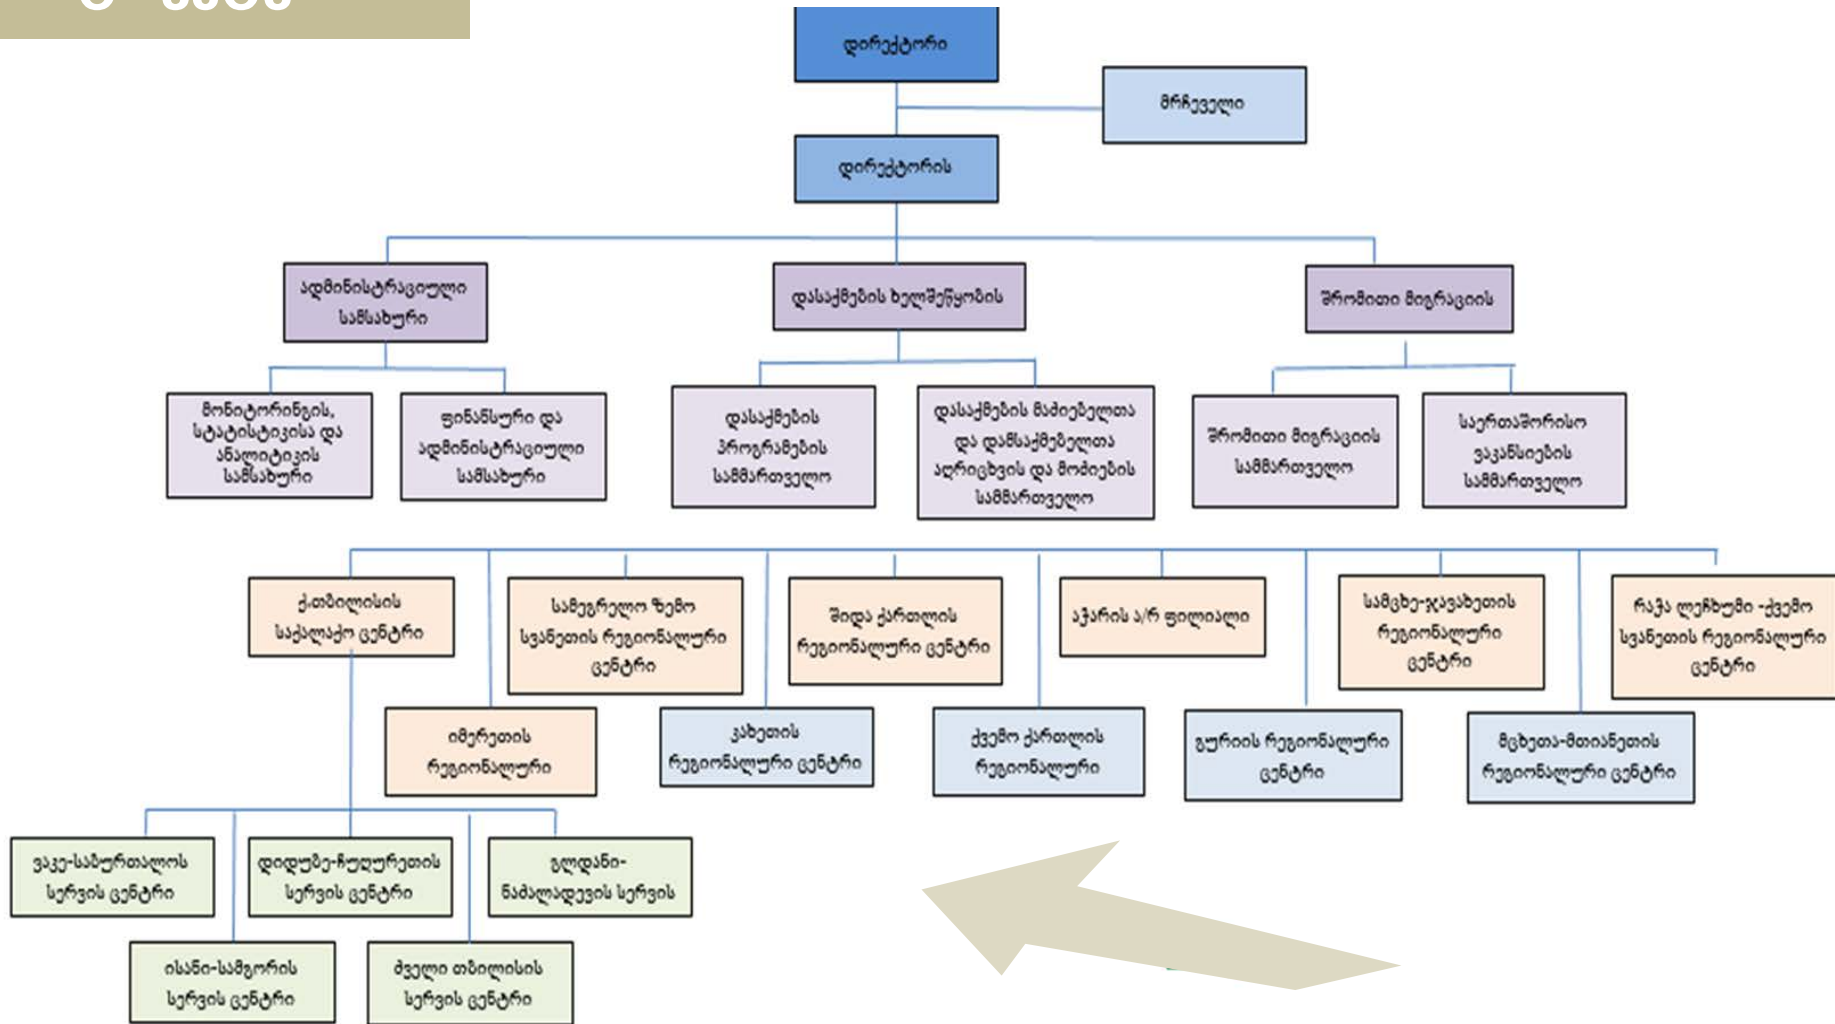 დირექტორი
მრჩეველი
დირექტორის
ადმინისტრაციული
სამსახური
დასაქმების ხელშეწყობის
შრომითი მიგრაციის
მონიტორინგის,
სტატისტიკისა და
ანალიტიკის
სამსახური
ფინანსური და
ადმინისტრაციული
სამსახური
დასაქმების
პროგრამების
სამმართველო
დასაქმების მაძიებელთა
და დამსაქმებელთა
აღრიცხვის და მოძიების
სამმართველო
შრომითი მიგრაციის
სამმართველო
საერთაშორისო
ვაკანსიების
სამმართველო
ქ.თბილისის
საქალაქო ცენტრი
სამეგრელო ზემო
სვანეთის რეგიონალური
ცენტრი
შიდა ქართლის
რეგიონალური ცენტრი
აჭარის ა/რ ფილიალი
სამცხე-ჯავახეთის
რეგიონალური
ცენტრი
რაჭა ლეჩხუმი -ქვემო
სვანეთის რეგიონალური
ცენტრი
იმერეთის
რეგიონალური
კახეთის
რეგიონალური ცენტრი
ქვემო ქართლის
რეგიონალური
გურიის რეგიონალური
ცენტრი
მცხეთა-მთიანეთის
რეგიონალური ცენტრი
ვაკე-საბურთალოს
სერვის ცენტრი
დიდუბე-ჩუღურეთის
სერვის ცენტრი
გლდანი-
ნაძალადევის სერვის
ისანი-სამგორის
სერვის ცენტრი
ძველი თბილისის
სერვის ცენტრი